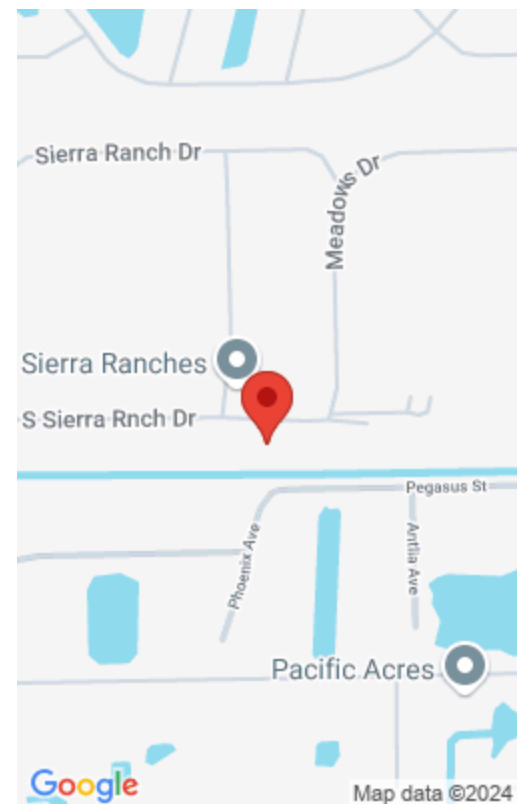 Sierra Ranch Dr
Meadows Dr
Sierra Ranches
S Sierra Rnch Dr
Pegasus St
Phoenix Ave
Antlia Ave
Pacific Acres
Google
Map data ©2024